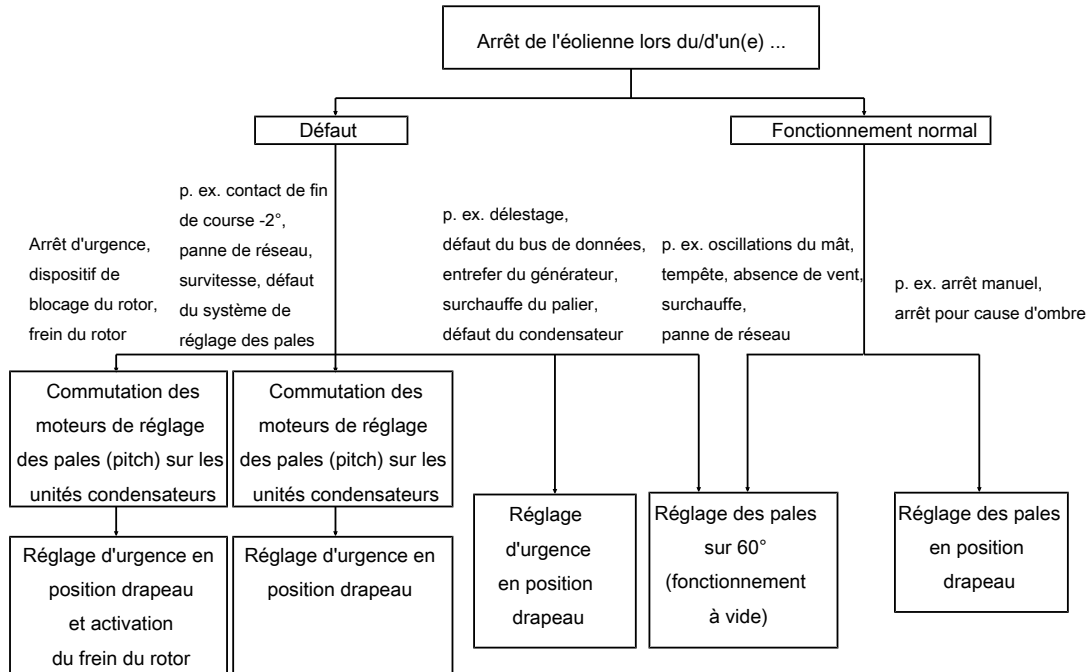 Arrêt de l'éolienne lors du/d'un(e) ...
Défaut
Fonctionnement normal
Arrêt d'urgence,
dispositif de
blocage du rotor,
frein du rotor
p. ex. contact de fin
de course -2°,
panne de réseau,
survitesse, défaut
du système de
réglage des pales
p. ex. délestage,
défaut du bus de données,
entrefer du générateur,
surchauffe du palier,
défaut du condensateur
p. ex. oscillations du mât,
tempête, absence de vent,
surchauffe,
panne de réseau
p. ex. arrêt manuel,
arrêt pour cause d'ombre
Commutation des
moteurs de réglage
des pales (pitch) sur les
unités condensateurs
Commutation des
moteurs de réglage
des pales (pitch) sur les
unités condensateurs
Réglage d'urgence en
position drapeau
et activation
du frein du rotor
Réglage d'urgence en
position drapeau
Réglage
d'urgence
en position
drapeau
Réglage des pales
sur 60°
(fonctionnement
à vide)
Réglage des pales
en position
drapeau